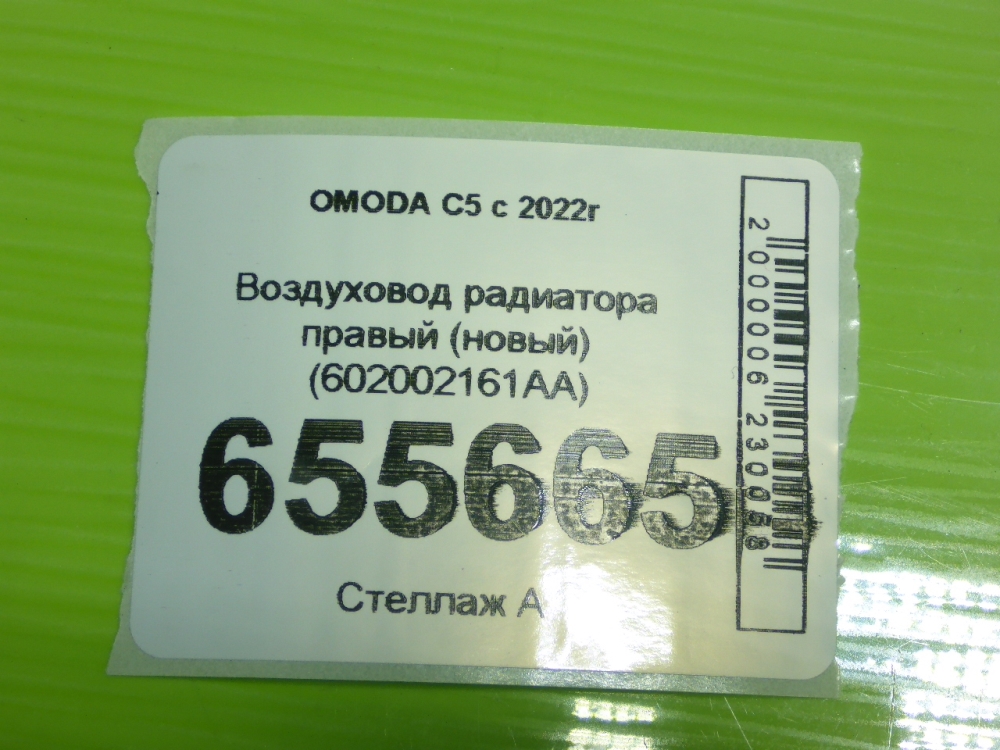 OMODA C5 с 2022г
Воздуховод радиатора
правый (новый)
(602002161AA)
655665
Стеллаж А
2000006230058